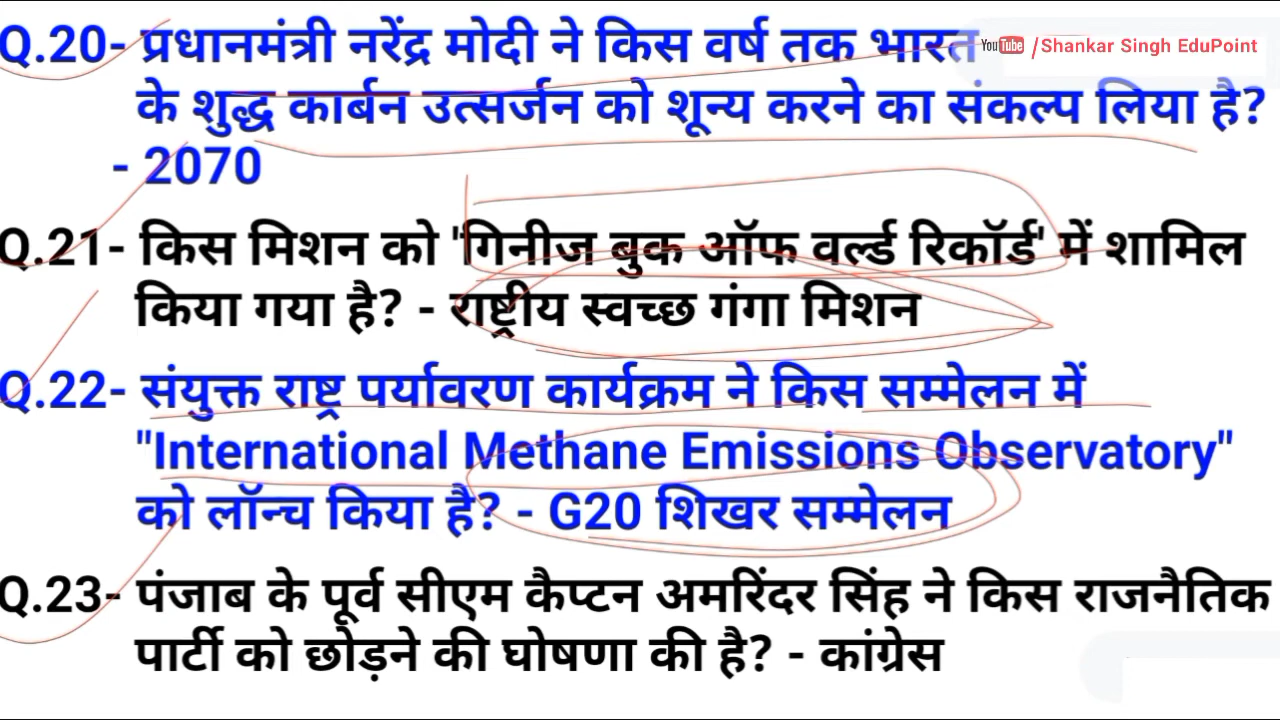 Q.20- प्रधानमंत्री नरेंद्र मोदी ने किस वर्ष तक भारत
YouTube /Shankar Singh EduPoint
के शुद्ध कार्बन उत्सर्जन को शून्य करने का संकल्प लिया है?
- 2070
Q.21- किस मिशन को 'गिनीज बुक ऑफ वर्ल्ड रिकॉर्ड' में शामिल
किया गया है? - राष्ट्रीय स्वच्छ गंगा मिशन
Q.22- संयुक्त राष्ट्र पर्यावरण कार्यक्रम ने किस सम्मेलन में
"International Methane Emissions Observatory"
को लॉन्च किया है? - G20 शिखर सम्मेलन
Q.23- पंजाब के पूर्व सीएम कैप्टन अमरिंदर सिंह ने किस राजनैतिक
पार्टी को छोड़ने की घोषणा की है? - कांग्रेस